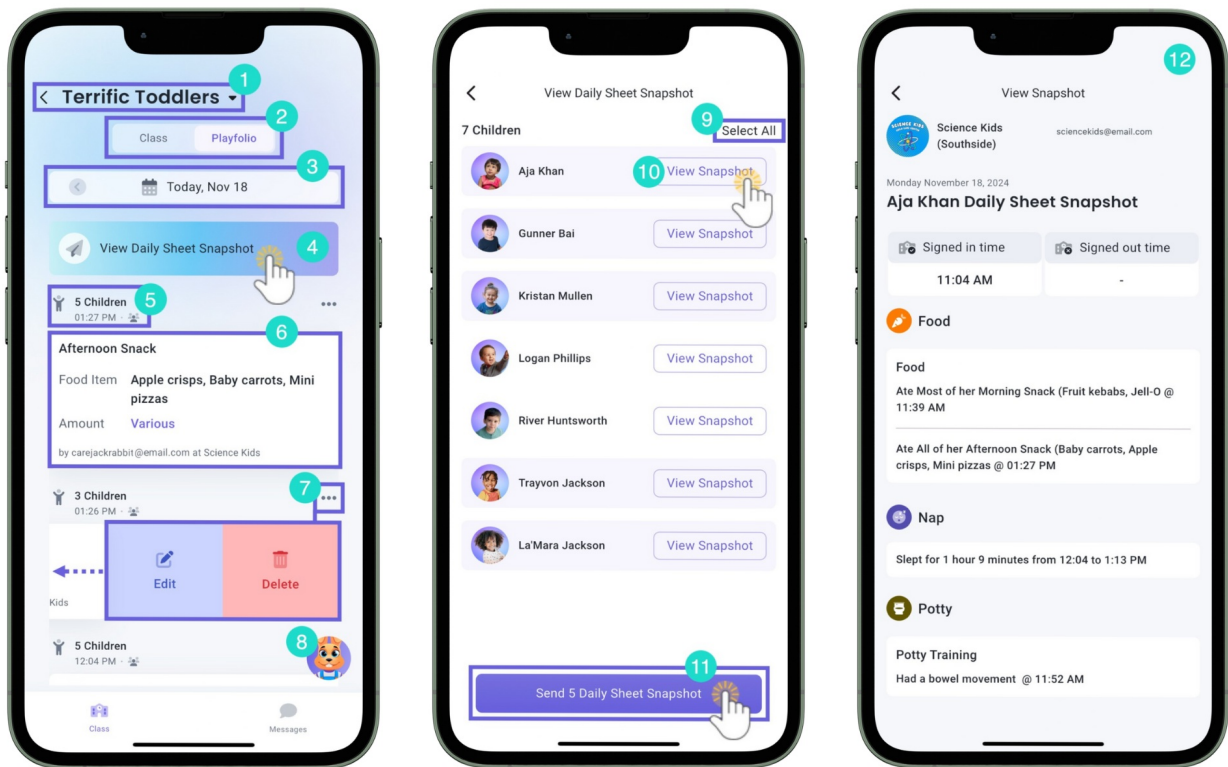 Terrific Toddlers
1
2
Class Playfolio
3
Today, Nov 18
View Daily Sheet Snapshot
4
5 Children
5
01:27 PM ·
6
Afternoon Snack
Food Item Apple crisps, Baby carrots, Mini
pizzas
Amount Various
by carejackrabbit@email.com at Science Kids
7
3 Children
01:26 PM ·
Edit Delete
Kids
5 Children
8
12:04 PM ·
Class Messages
View Daily Sheet Snapshot
9
7 Children Select All
Aja Khan 10 View Snapshot
Gunner Bai View Snapshot
Kristan Mullen View Snapshot
Logan Phillips View Snapshot
River Huntsworth View Snapshot
Trayvon Jackson View Snapshot
La'Mara Jackson View Snapshot
11
Send 5 Daily Sheet Snapshot
12
View Snapshot
SCIENCE KIDS
Science Kids sciencekids@email.com
(Southside)
Monday November 18, 2024
Aja Khan Daily Sheet Snapshot
Signed in time Signed out time
11:04 AM -
Food
Food
Ate Most of her Morning Snack (Fruit kebabs, Jell-O @
11:39 AM
Ate All of her Afternoon Snack (Baby carrots, Apple
crisps, Mini pizzas @ 01:27 PM
Nap
Slept for 1 hour 9 minutes from 12:04 to 1:13 PM
Potty
Potty Training
Had a bowel movement @ 11:52 AM